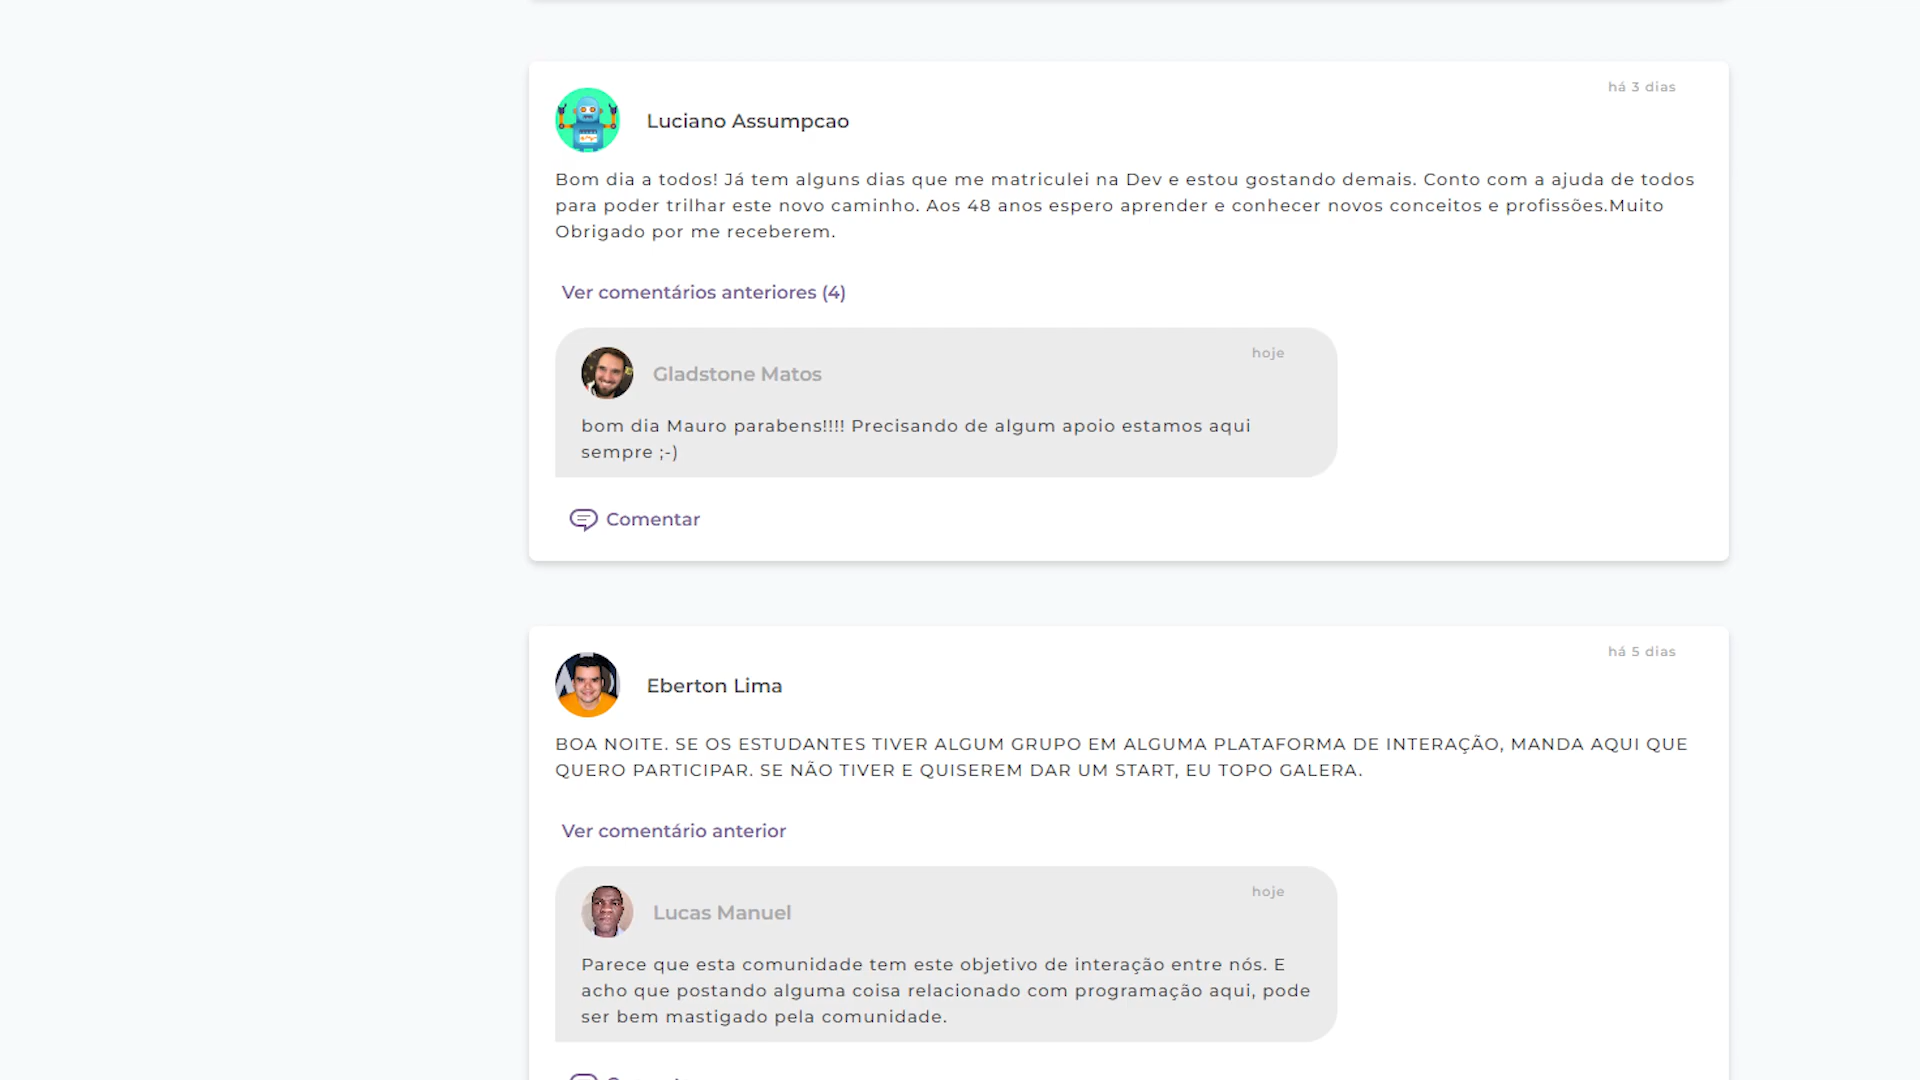 há 3 dias
Luciano Assumpcao
Bom dia a todos! Já tem alguns dias que me matriculei na Dev e estou gostando demais. Conto com a ajuda de todos
para poder trilhar este novo caminho. Aos 48 anos espero aprender e conhecer novos conceitos e profissões.Muito
Obrigado por me receberem.
Ver comentários anteriores (4)
hoje
Gladstone Matos
bom dia Mauro parabens!!!! Precisando de algum apoio estamos aqui
sempre ;-)
Comentar
há 5 dias
Eberton Lima
BOA NOITE. SE OS ESTUDANTES TIVER ALGUM GRUPO EM ALGUMA PLATAFORMA DE INTERAÇÃO, MANDA AQUI QUE
QUERO PARTICIPAR. SE NÃO TIVER E QUISEREM DAR UM START, EU TOPO GALERA.
Ver comentário anterior
hoje
Lucas Manuel
Parece que esta comunidade tem este objetivo de interação entre nós. E
acho que postando alguma coisa relacionado com programação aqui, pode
ser bem mastigado pela comunidade.